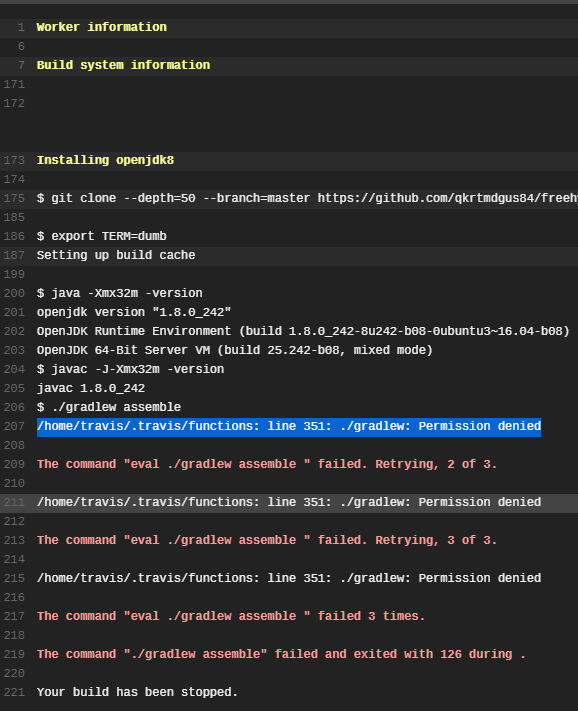 1 Worker information
6
7 Build system information
171
172
173 Installing openjdk8
174
175 $ git clone --depth=50 --branch=master https://github.com/qkrtmdgus84/freeh
185
186 $ export TERM=dumb
187 Setting up build cache
199
200 $ java -Xmx32m -version
201 openjdk version "1.8.0_242"
202 OpenJDK Runtime Environment (build 1.8.0_242-8u242-b08-0ubuntu3~16.04-b08)
203 OpenJDK 64-Bit Server VM (build 25.242-b08, mixed mode)
204 $ javac -J-Xmx32m -version
205 javac 1.8.0_242
206 $ ./gradlew assemble
207 /home/travis/.travis/functions: line 351: ./gradlew: Permission denied
208
209 The command "eval ./gradlew assemble " failed. Retrying, 2 of 3.
210
211 /home/travis/.travis/functions: line 351: ./gradlew: Permission denied
212
213 The command "eval ./gradlew assemble " failed. Retrying, 3 of 3.
214
215 /home/travis/.travis/functions: line 351: ./gradlew: Permission denied
216
217 The command "eval ./gradlew assemble " failed 3 times.
218
219 The command "./gradlew assemble" failed and exited with 126 during .
220
221 Your build has been stopped.